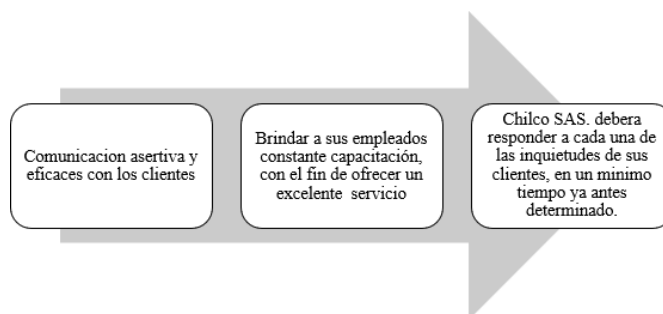 Comunicacion asertiva y
eficaces con los clientes
Brindar a sus empleados
constante capacitación,
con el fin de ofrecer un
excelente servicio
Chilco SAS. debera
responder a cada una de
las inquietudes de sus
clientes, en un minimo
tiempo ya antes
determinado.